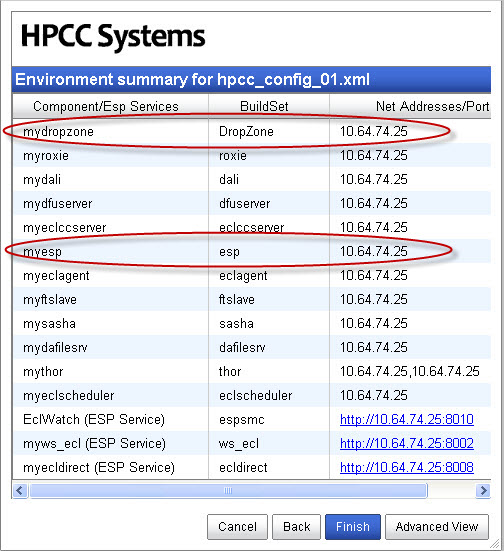 HPCC Systems
Environment summary for hpcc_config_01.xml
Component/Esp Services BuildSet Net Addresses/Port
mydropzone DropZone 10.64.74.25
myroxie roxie 10.64.74.25
mydali dali 10.64.74.25
mydfuserver dfuserver 10.64.74.25
myeclccserver eclccserver 10.64.74.25
myesp esp 10.64.74.25
myeclagent eclagent 10.64.74.25
myftslave ftslave 10.64.74.25
mysasha sasha 10.64.74.25
mydafilesrv dafilesrv 10.64.74.25
mythor thor 10.64.74.25,10.64.74.25
myeclscheduler eclscheduler 10.64.74.25
EclWatch (ESP Service) espsmc http://10.64.74.25:8010
myws_ecl (ESP Service) ws_ecl http://10.64.74.25:8002
myecldirect (ESP Service) ecldirect http://10.64.74.25:8008
Cancel Back Finish Advanced View